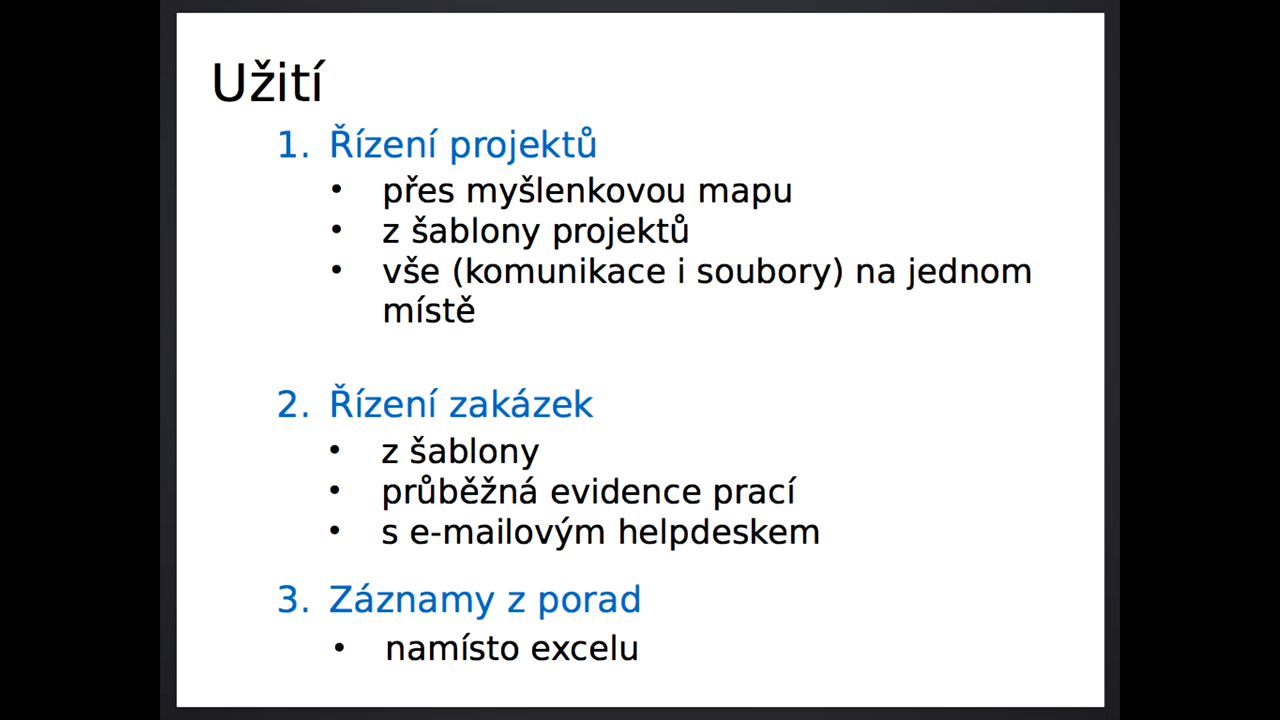 Užití
1. Řízení projektů
• přes myšlenkovou mapu
• z šablony projektů
• vše (komunikace i soubory) na jednom
místě
2. Řízení zakázek
• z šablony
• průběžná evidence prací
• s e-mailovým helpdeskem
3. Záznamy z porad
• namísto excelu